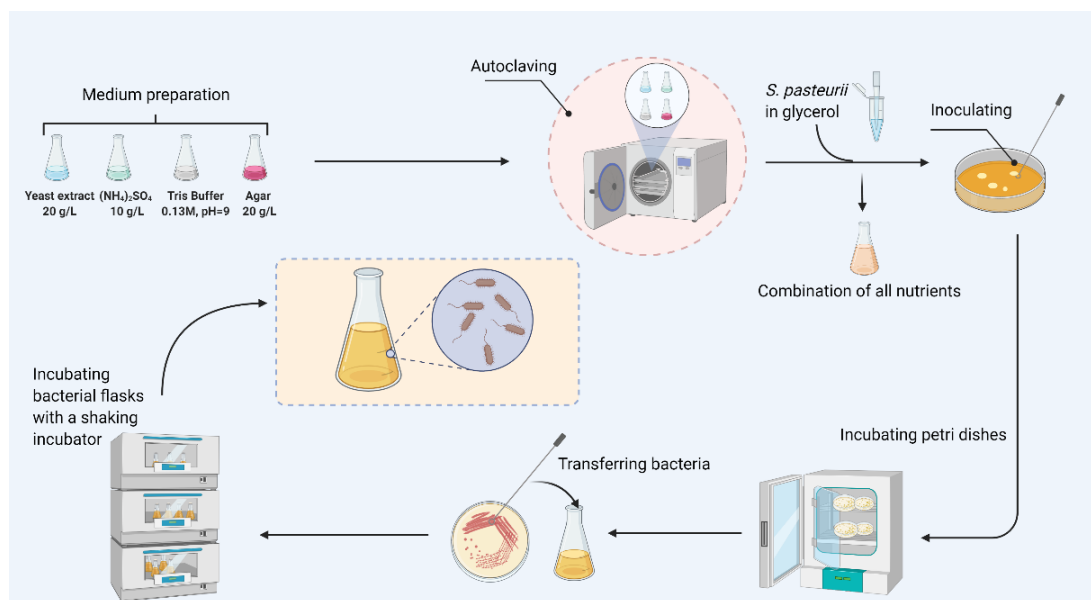 Medium preparation
Yeast extract
20 g/L
(NH₄)₂SO₄
10 g/L
Tris Buffer
0.13M, pH=9
Agar
20 g/L
Autoclaving
S. pasteurii
in glycerol
Inoculating
Combination of all nutrients
Incubating petri dishes
Transferring bacteria
Incubating
bacterial flasks
with a shaking
incubator